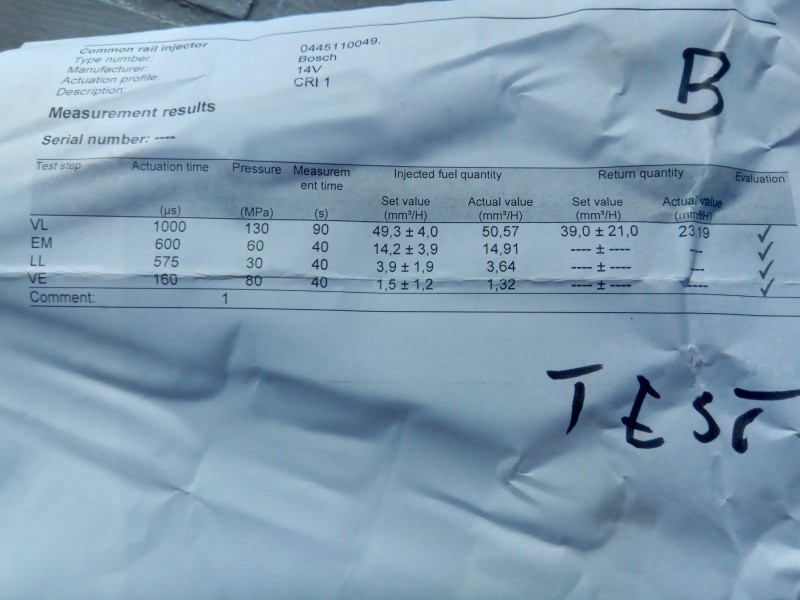 Common rail injector
Type number: 0445110049.
Manufacturer: Bosch
Actuation profile: 14V
Description: CRI 1
B
Measurement results
Serial number: ----
Test step Actuation time Pressure Measurem ent time Injected fuel quantity Return quantity Evaluation
Set value Actual value Set value Actual value
(µs) (MPa) (s) (mm³/H) (mm³/H) (mm³/H) (mm³/H)
VL 1000 130 90 49,3 ± 4,0 50,57 39,0 ± 21,0 23,19 ✓
EM 600 60 40 14,2 ± 3,9 14,91 ---- ± ---- --- ✓
LL 575 30 40 3,9 ± 1,9 3,64 ---- ± ---- --- ✓
VE 160 80 40 1,5 ± 1,2 1,32 ---- ± ---- ---- ✓
Comment: 1
TEST